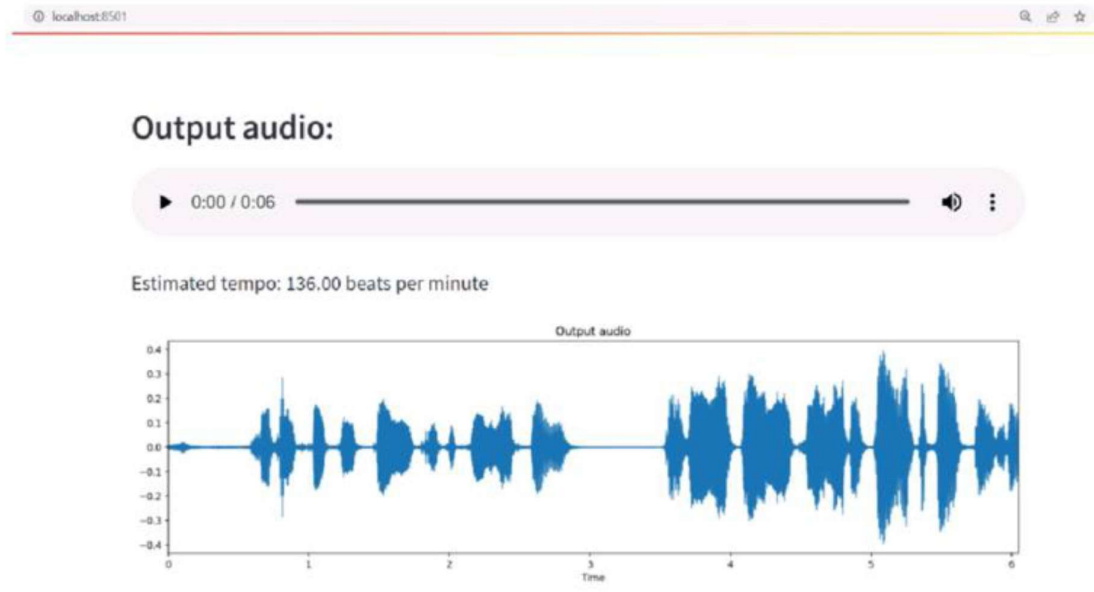 localhost:8501
Output audio:
0:00 / 0:06
Estimated tempo: 136.00 beats per minute
Output audio
0.4
0.3
0.2
0.1
0.0
−0.1
−0.2
−0.3
−0.4
0 1 2 3 4 5 6
Time